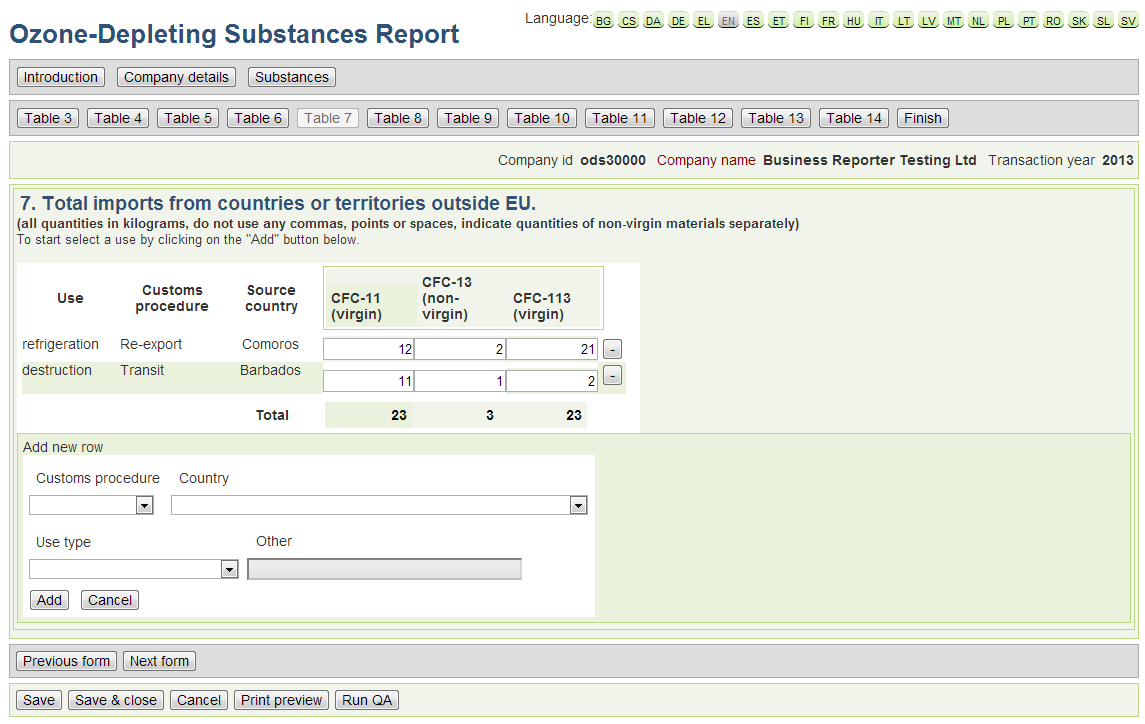 Language: BG CS DA DE EL EN ES ET FI FR HU IT LT LV MT NL PL PT RO SK SL SV
Ozone-Depleting Substances Report
Introduction Company details Substances
Table 3 Table 4 Table 5 Table 6 Table 7 Table 8 Table 9 Table 10 Table 11 Table 12 Table 13 Table 14 Finish
Company id ods30000 Company name Business Reporter Testing Ltd Transaction year 2013
7. Total imports from countries or territories outside EU.
(all quantities in kilograms, do not use any commas, points or spaces, indicate quantities of non-virgin materials separately)
To start select a use by clicking on the "Add" button below.
Use Customs procedure Source country CFC-11 (virgin) CFC-13 (non-virgin) CFC-113 (virgin)
refrigeration Re-export Comoros 12 2 21 -
destruction Transit Barbados 11 1 2 -
Total 23 3 23
Add new row
Customs procedure Country
Use type Other
Add Cancel
Previous form Next form
Save Save & close Cancel Print preview Run QA